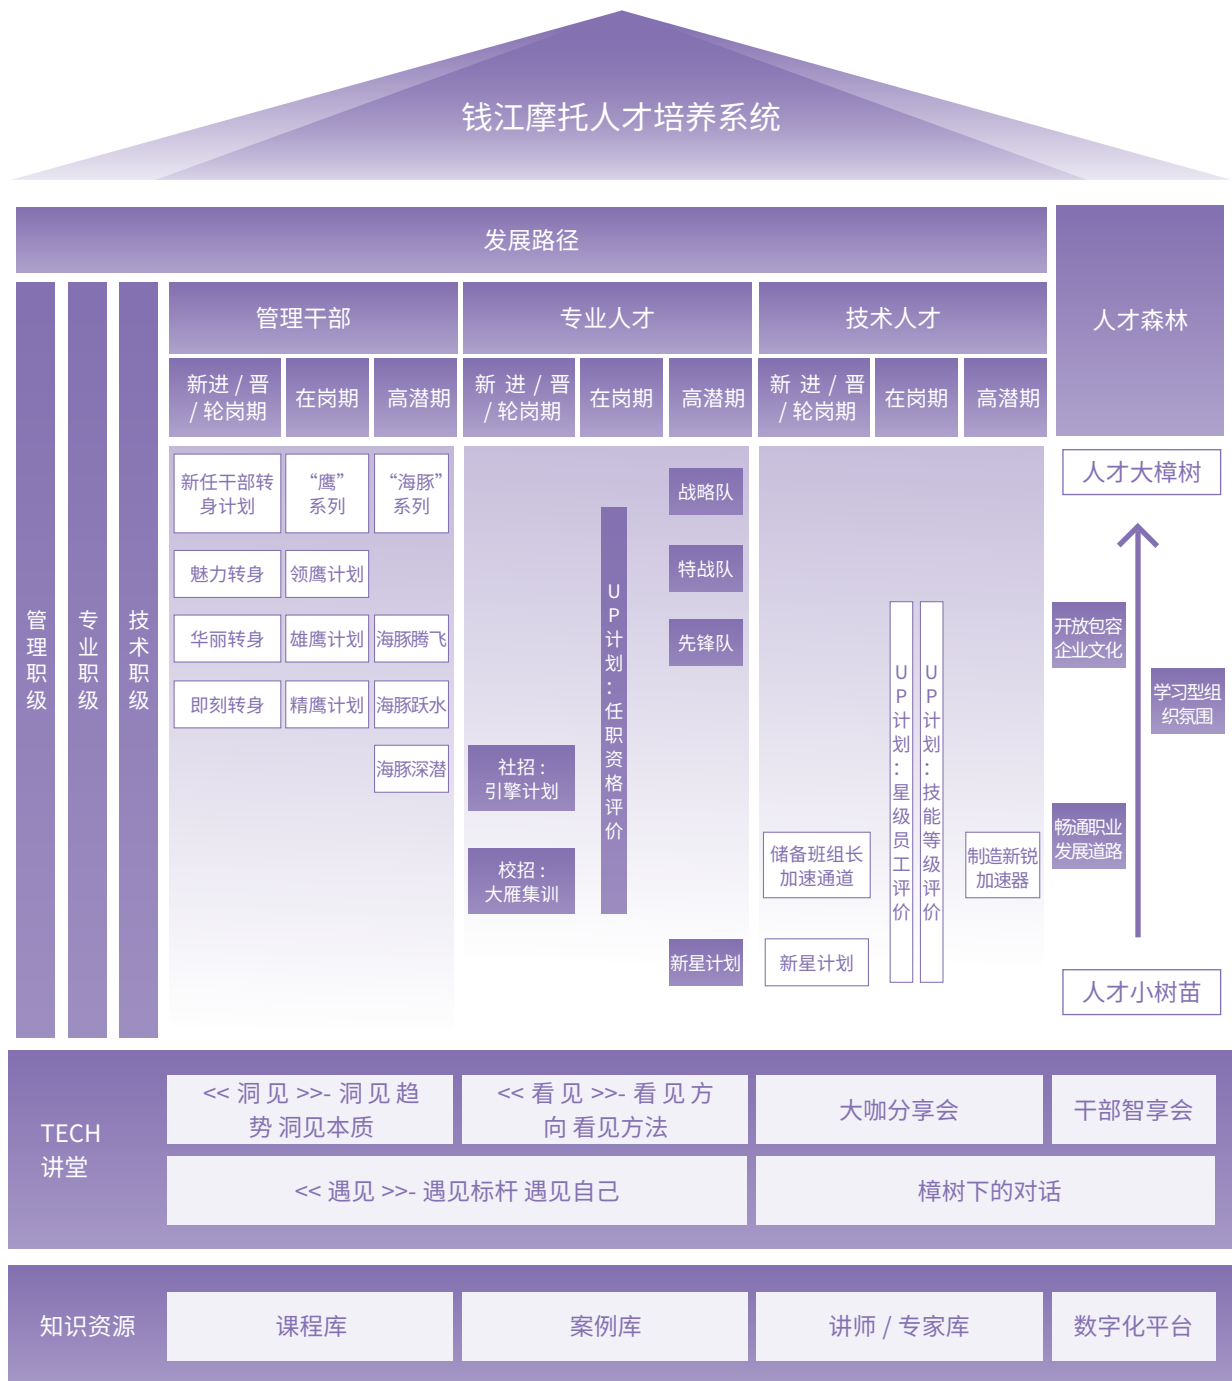 钱江摩托人才培养系统
发展路径
人才森林
管理职级
专业职级
技术职级
管理干部
专业人才
技术人才
新进 / 晋
/ 轮岗期
在岗期
高潜期
新 进 / 晋
/ 轮岗期
在岗期
高潜期
新 进 / 晋
/ 轮岗期
在岗期
高潜期
新任干部转
身计划
“鹰”
系列
“海豚”
系列
魅力转身
领鹰计划
华丽转身
雄鹰计划
海豚腾飞
即刻转身
精鹰计划
海豚跃水
海豚深潜
社招：
引擎计划
校招：
大雁集训
UP计划：任职资格评价
战略队
特战队
先锋队
新星计划
储备班组长
加速通道
新星计划
UP计划：星级员工评价
UP计划：技能等级评价
制造新锐
加速器
人才大樟树
开放包容
企业文化
学习型组
织氛围
畅通职业
发展道路
人才小树苗
TECH
讲堂
<< 洞 见 >>- 洞 见 趋
势 洞见本质
<< 看 见 >>- 看 见 方
向 看见方法
大咖分享会
干部智享会
<< 遇见 >>- 遇见标杆 遇见自己
樟树下的对话
知识资源
课程库
案例库
讲师 / 专家库
数字化平台